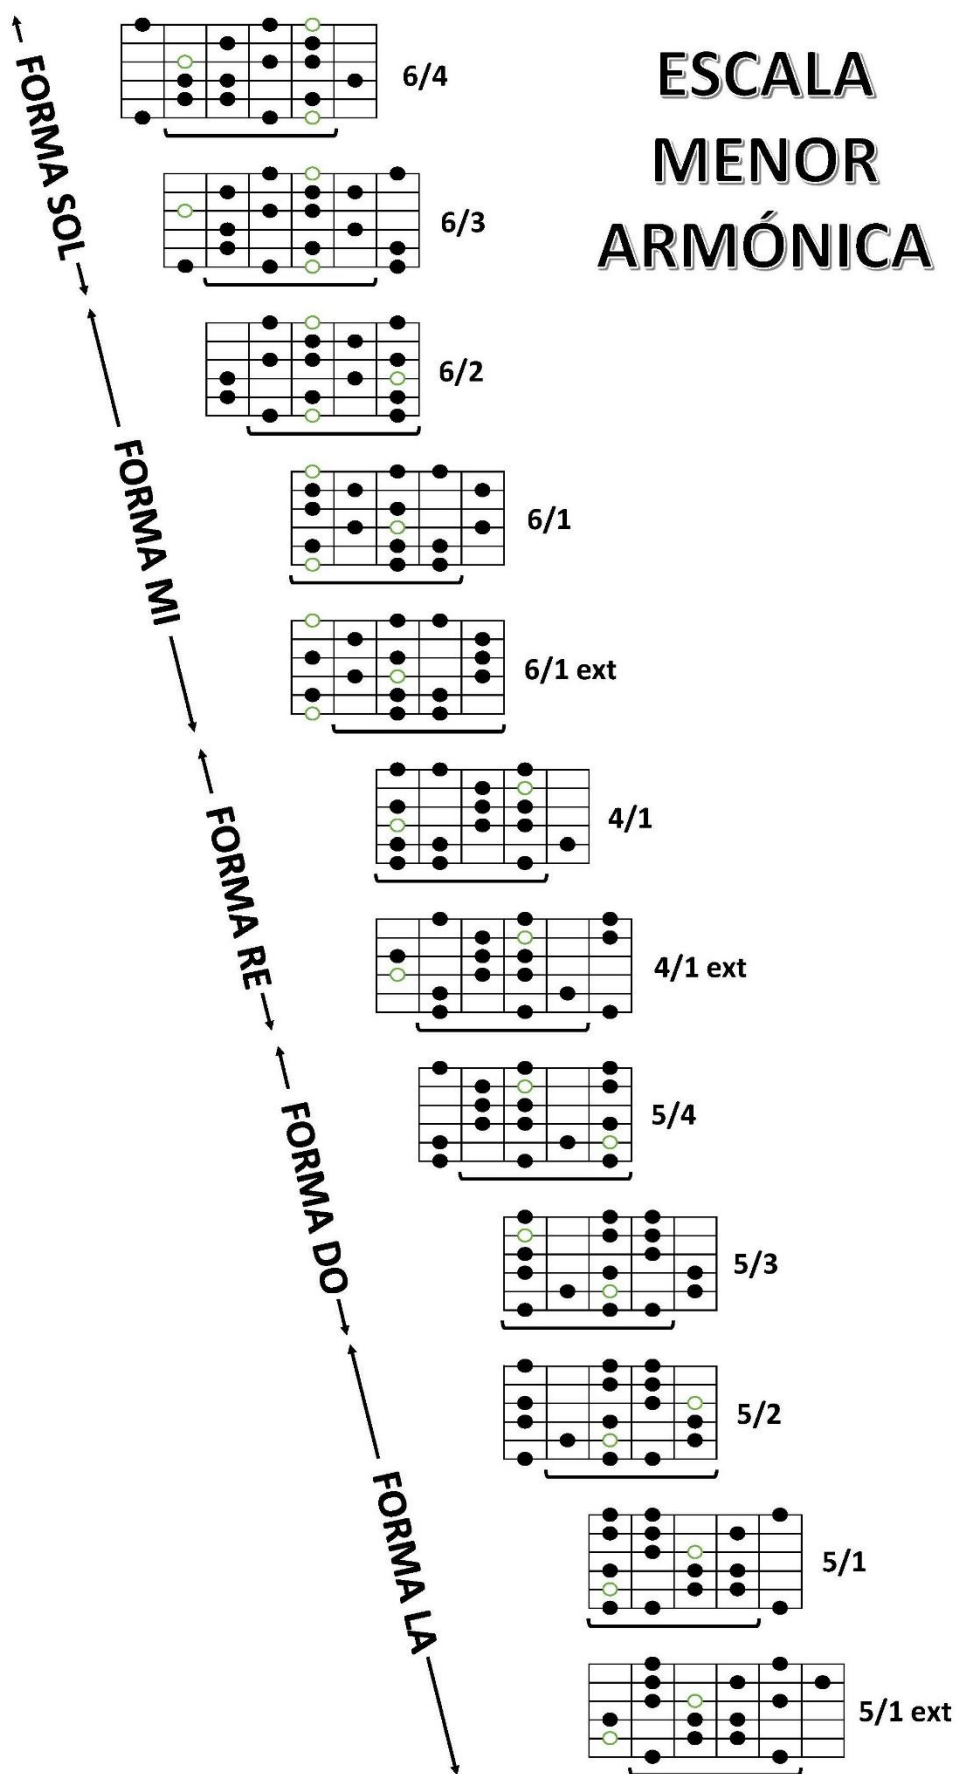 ESCALA
MENOR
ARMÓNICA
FORMA SOL
6/4
6/3
FORMA MI
6/2
6/1
6/1 ext
FORMA RE
4/1
4/1 ext
FORMA DO
5/4
5/3
FORMA LA
5/2
5/1
5/1 ext